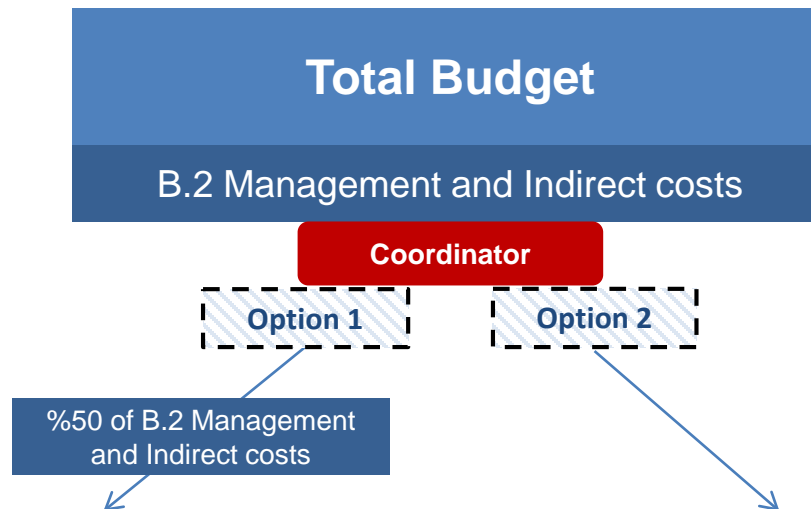 Total Budget
B.2 Management and Indirect costs
Coordinator
Option 1
Option 2
%50 of B.2 Management
and Indirect costs